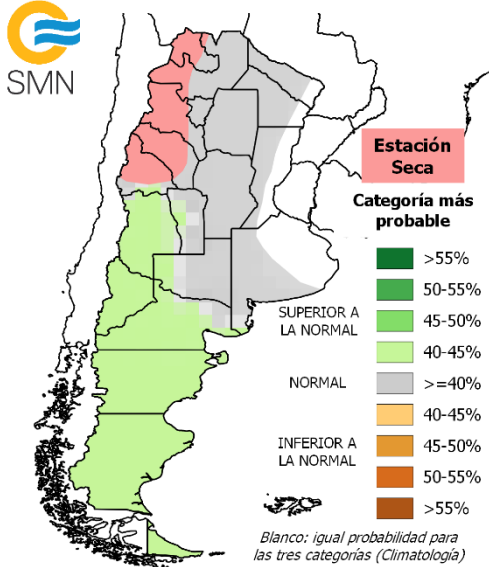 SMN
Estación
Seca
Categoría más
probable
>55%
50-55%
45-50%
SUPERIOR A
LA NORMAL
40-45%
NORMAL
>=40%
40-45%
INFERIOR A
LA NORMAL
45-50%
50-55%
>55%
Blanco: igual probabilidad para
las tres categorías (Climatología)